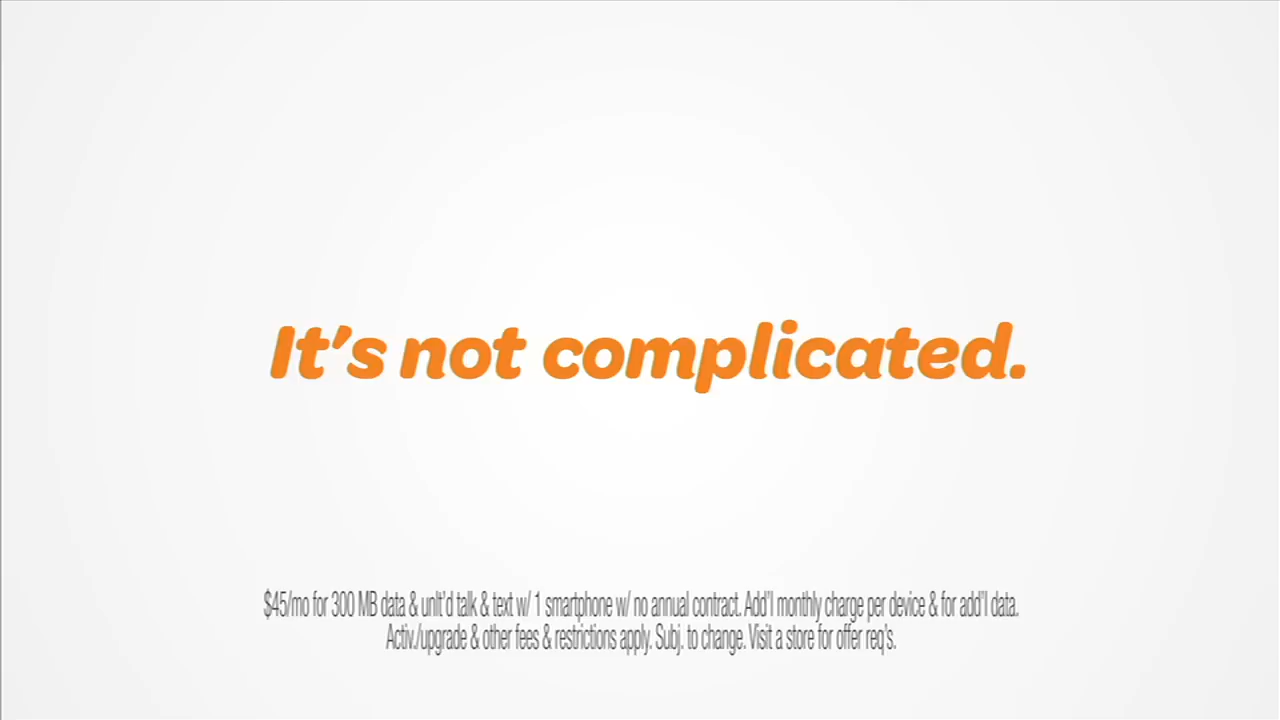 It's not complicated.
$45/mo for 300 MB data & unlt'd talk & text w/ 1 smartphone w/ no annual contract. Add'l monthly charge per device & for add'l data.
Activ./upgrade & other fees & restrictions apply. Subj. to change. Visit a store for offer req's.